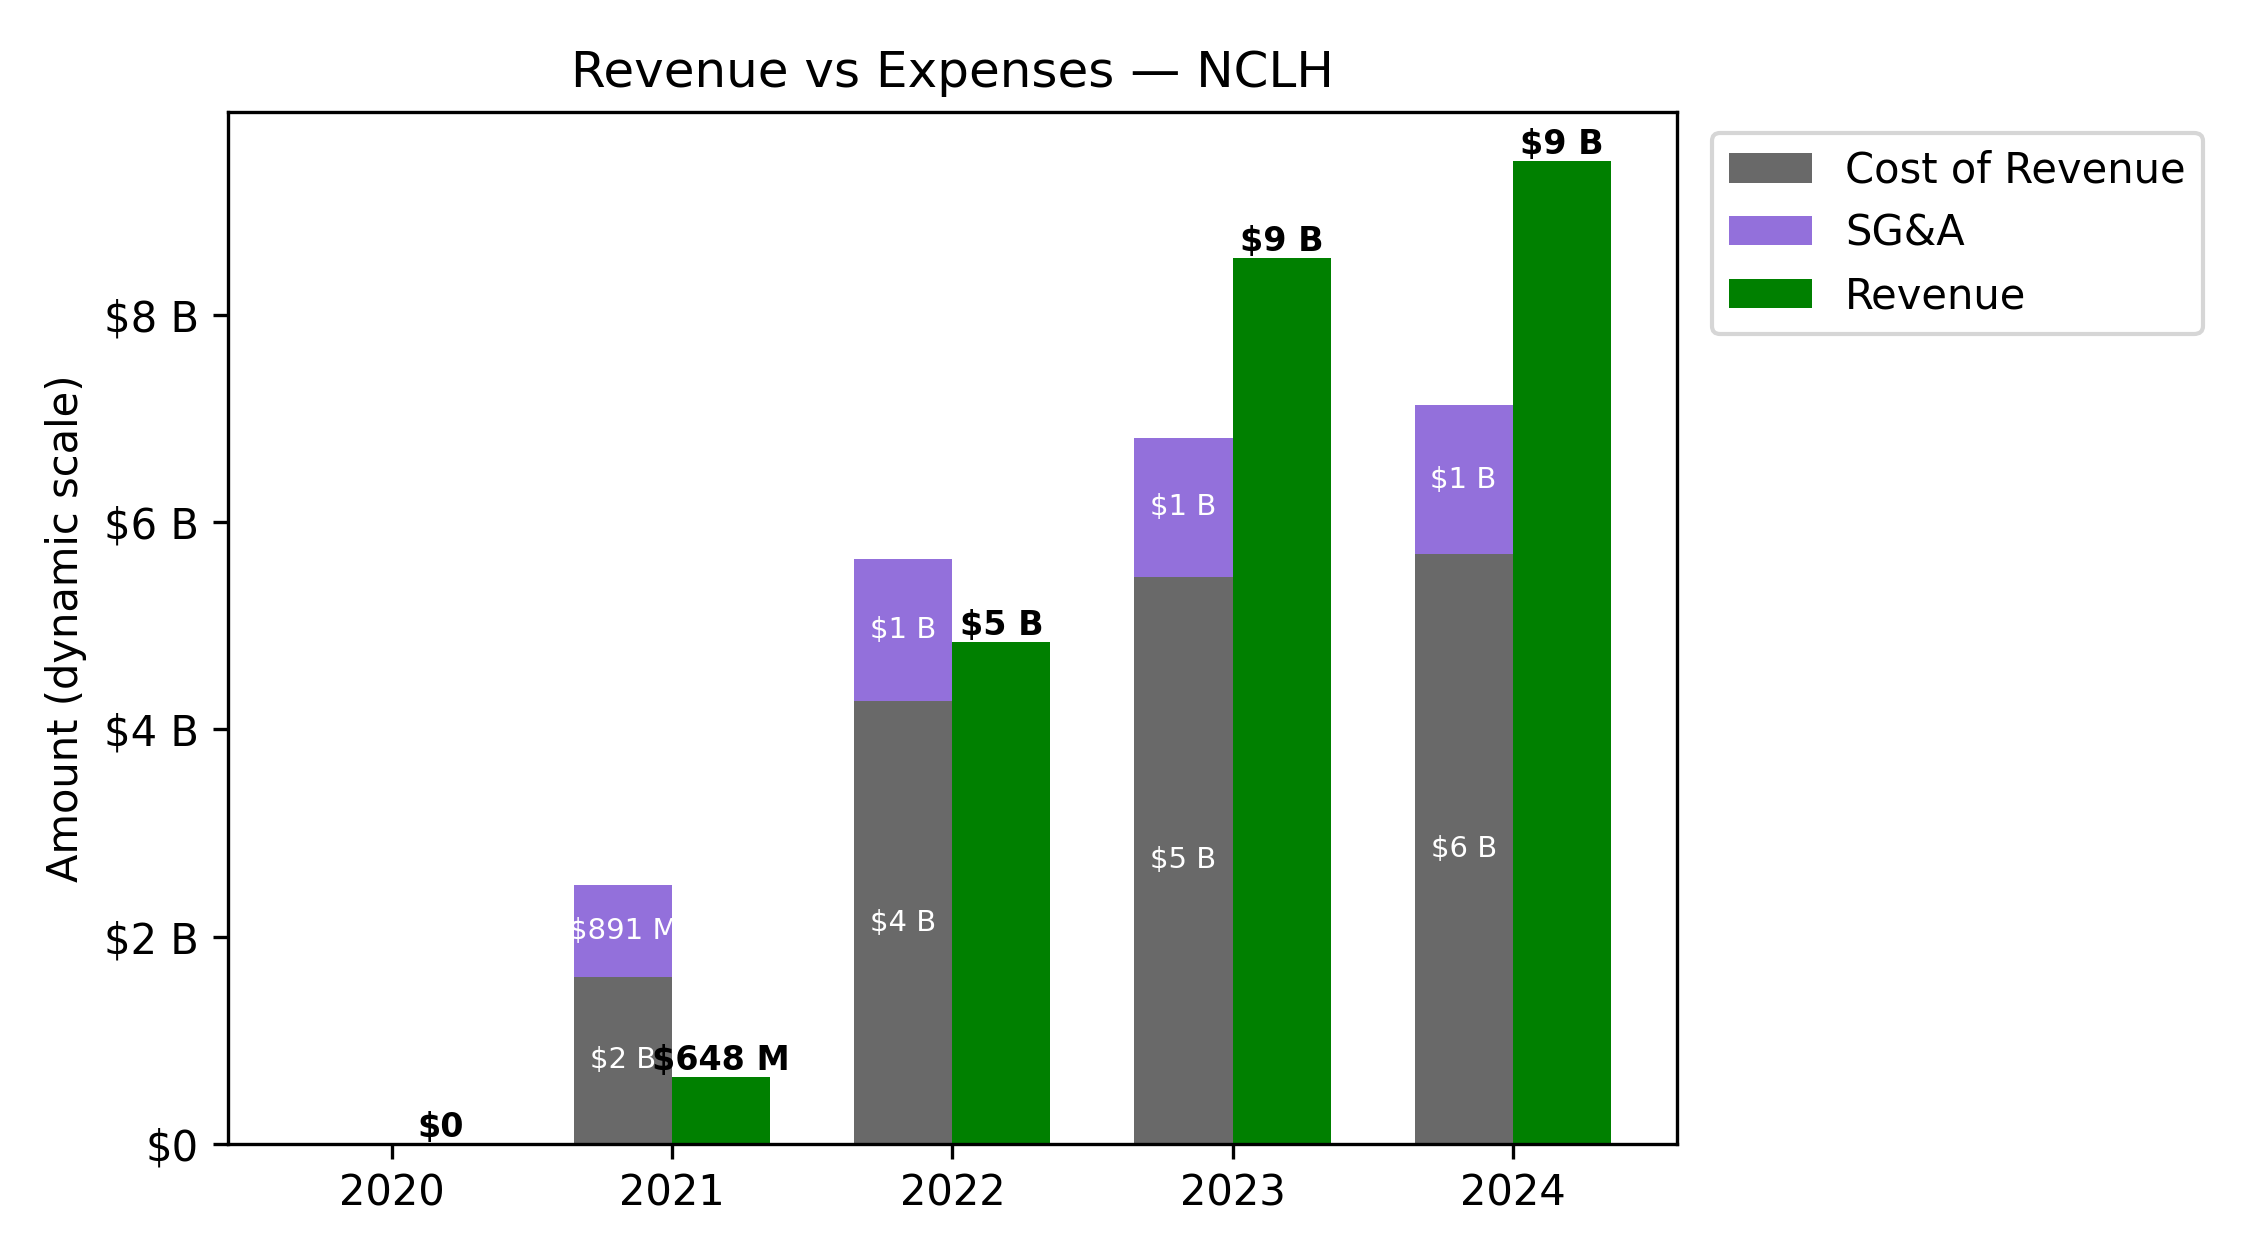 Revenue vs Expenses — NCLH
Amount (dynamic scale)
$8 B
$6 B
$4 B
$2 B
$0
$0
$891 M
$2 B
$648 M
$1 B
$4 B
$5 B
$1 B
$5 B
$9 B
$1 B
$6 B
$9 B
2020
2021
2022
2023
2024
Cost of Revenue
SG&A
Revenue